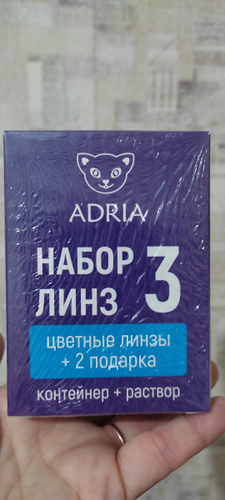 ADRIA
НАБОР
ЛИНЗ 3
цветные линзы
+ 2 подарка
контейнер + раствор